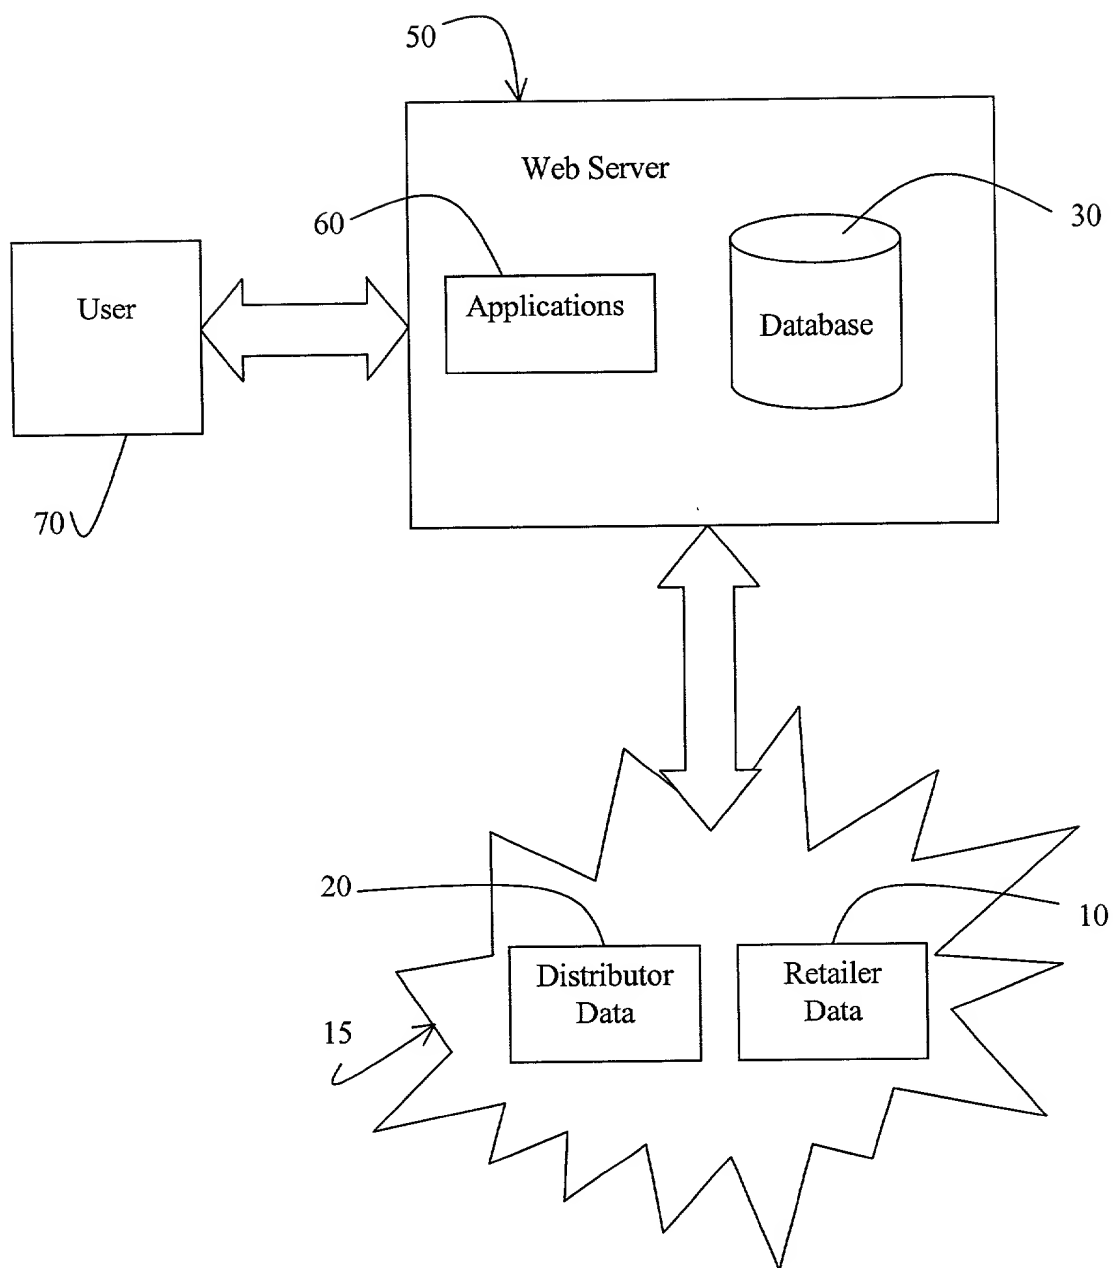 50
Web Server
60
30
User
Applications
Database
70
20
10
Distributor
Data
Retailer
Data
15